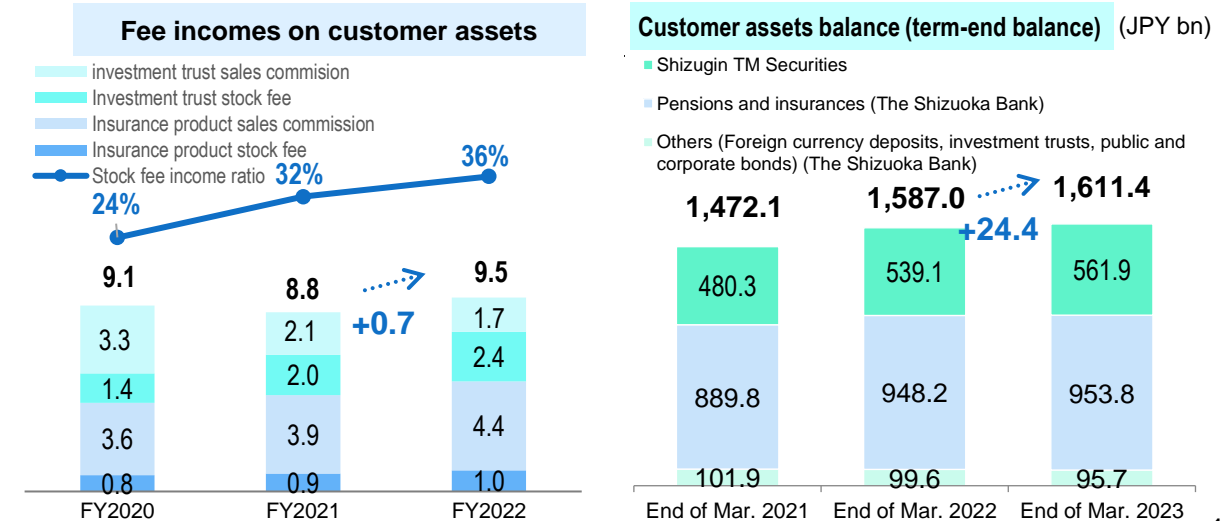 Fee incomes on customer assets
investment trust sales commision
Investment trust stock fee
Insurance product sales commission
Insurance product stock fee
Stock fee income ratio
24%
32%
36%
9.1
8.8
9.5
+0.7
3.3
2.1
1.7
1.4
2.0
2.4
3.6
3.9
4.4
0.8
0.9
1.0
FY2020
FY2021
FY2022
Customer assets balance (term-end balance) (JPY bn)
Shizugin TM Securities
Pensions and insurances (The Shizuoka Bank)
Others (Foreign currency deposits, investment trusts, public and
corporate bonds) (The Shizuoka Bank)
1,472.1
1,587.0
1,611.4
+24.4
480.3
539.1
561.9
889.8
948.2
953.8
101.9
99.6
95.7
End of Mar. 2021
End of Mar. 2022
End of Mar. 2023